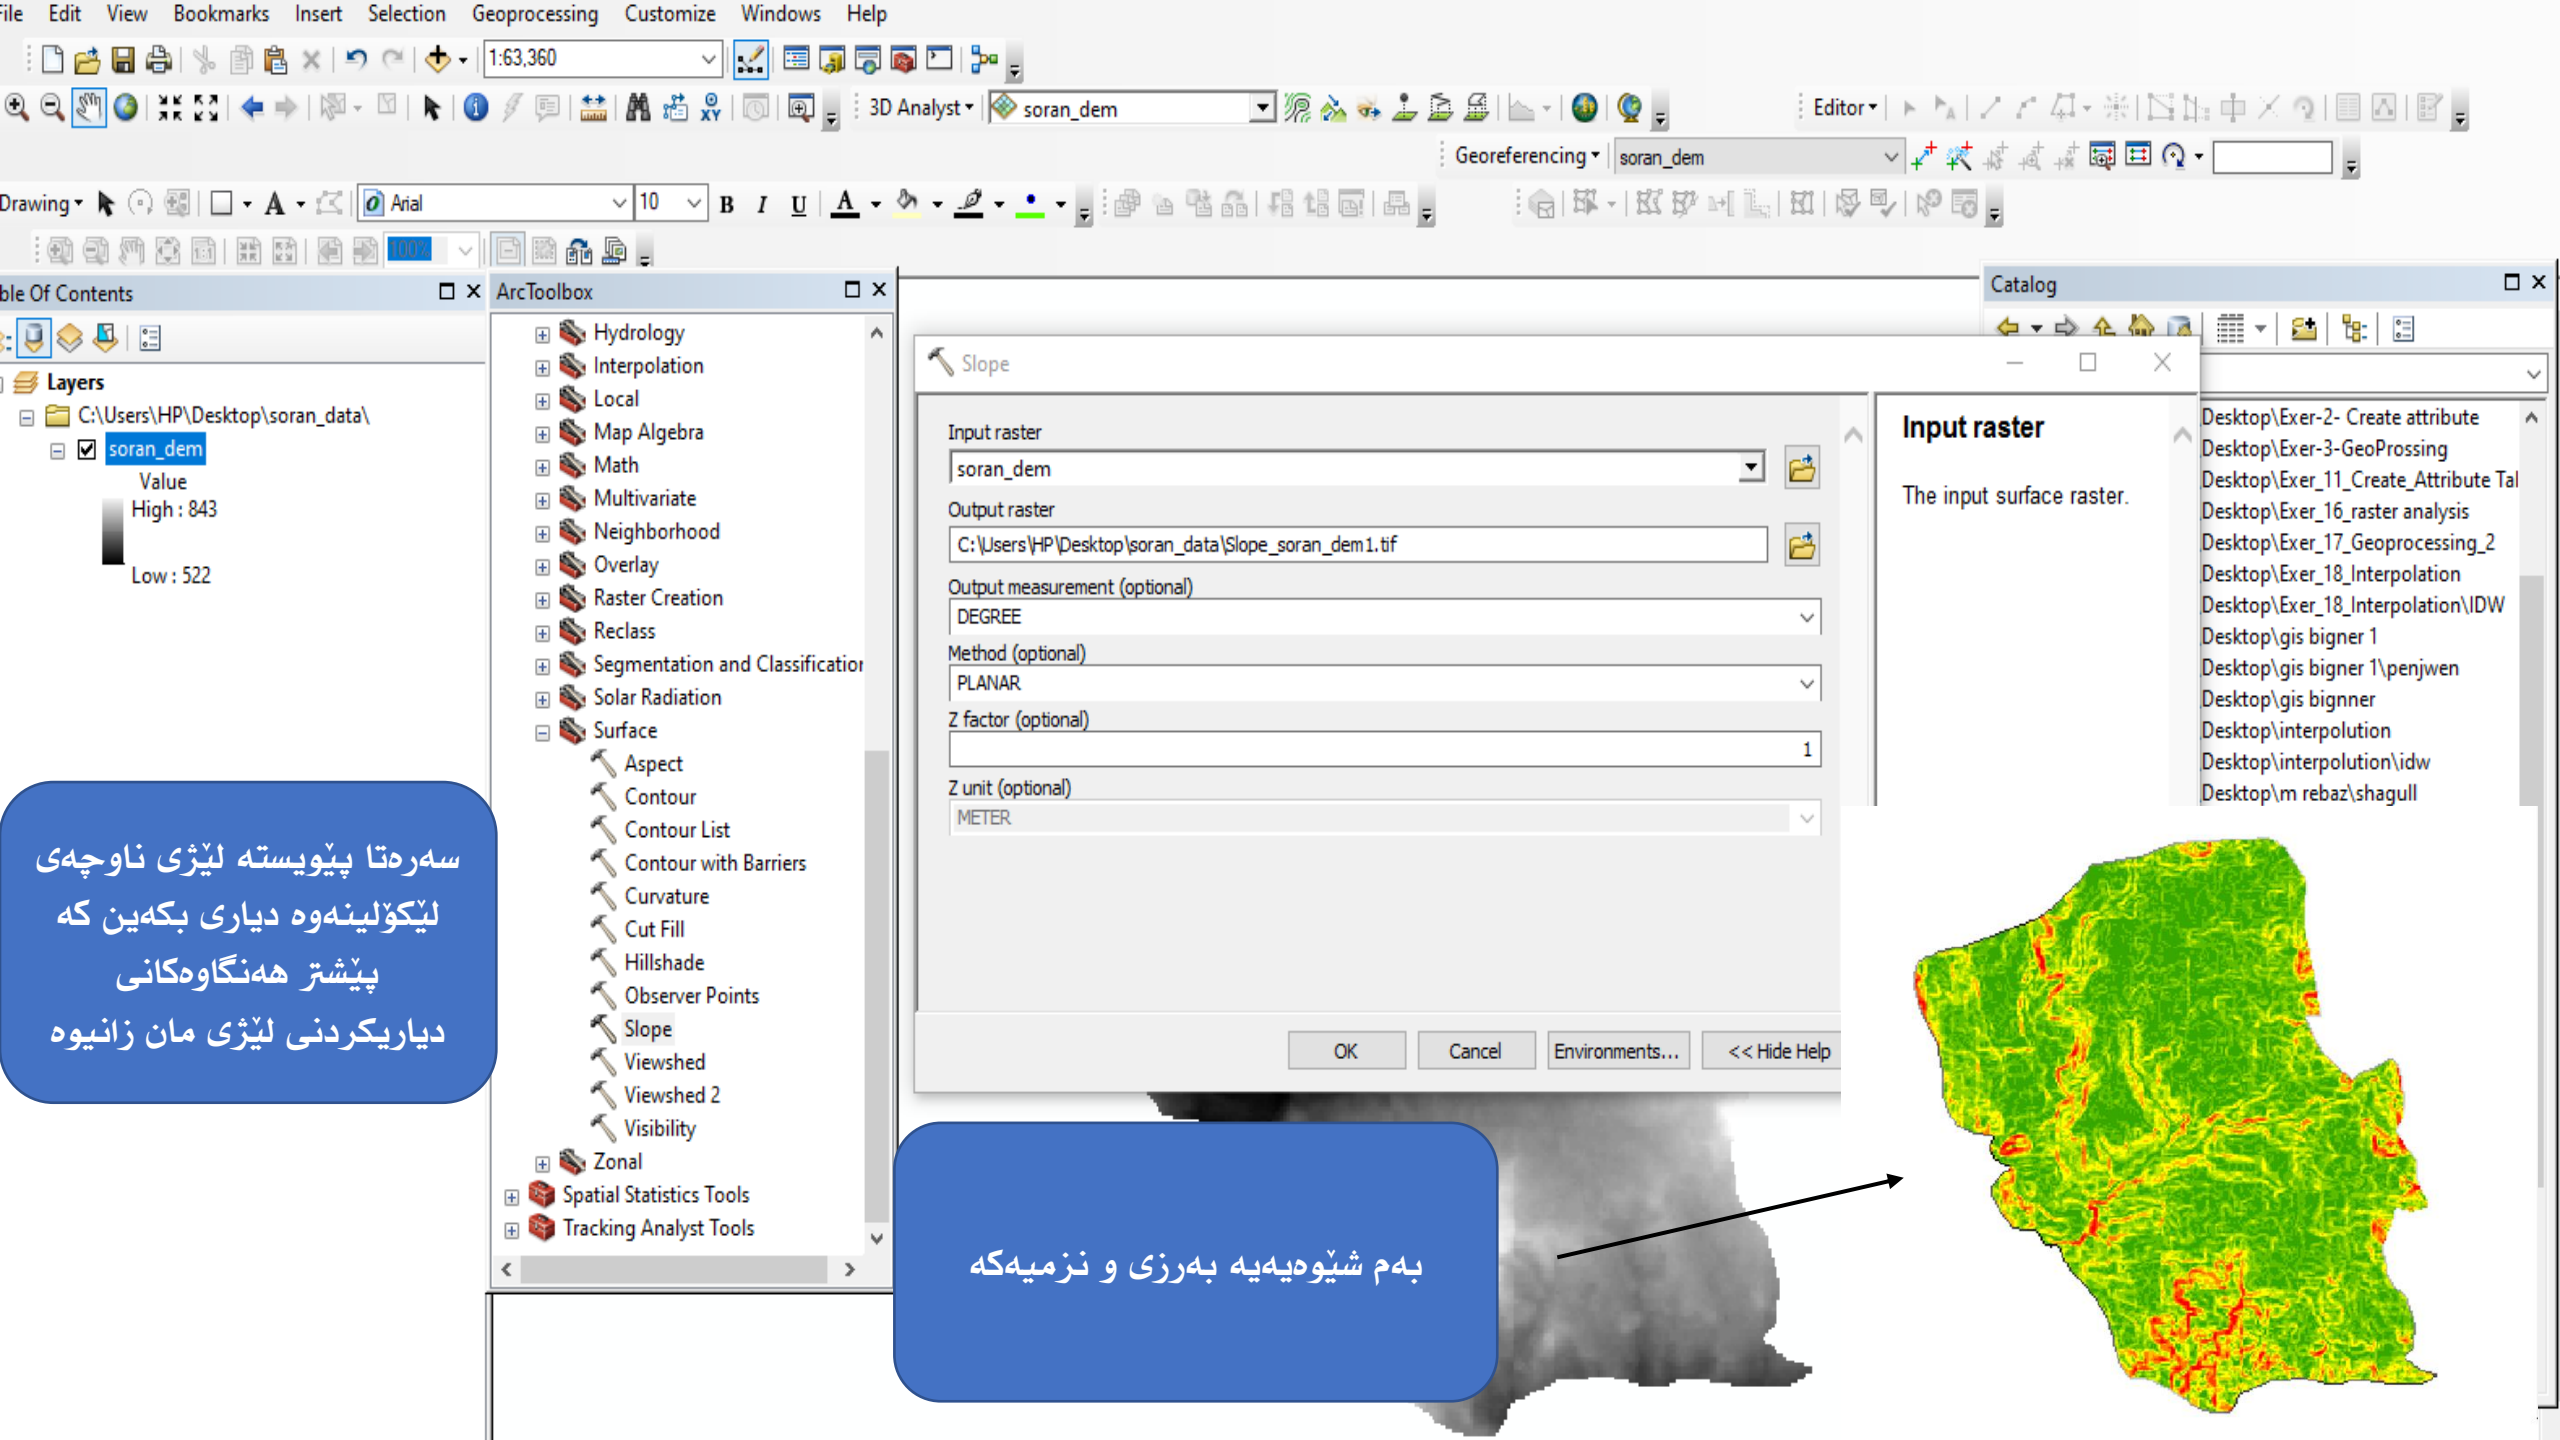 File Edit View Bookmarks Insert Selection Geoprocessing Customize Windows Help
1:63,360
3D Analyst soran_dem Editor
Georeferencing soran_dem
Drawing A Arial 10 B I U A
100%
ble Of Contents
Layers
C:\Users\HP\Desktop\soran_data\
soran_dem
Value
High : 843
Low : 522
سەرەتا پێویستە لێژی ناوچەی
لێکۆلینەوە دیاری بکەین کە
پێشتر هەنگاوەکانی
دیاریکردنی لێژی مان زانیوە
ArcToolbox
Hydrology
Interpolation
Local
Map Algebra
Math
Multivariate
Neighborhood
Overlay
Raster Creation
Reclass
Segmentation and Classification
Solar Radiation
Surface
Aspect
Contour
Contour List
Contour with Barriers
Curvature
Cut Fill
Hillshade
Observer Points
Slope
Viewshed
Viewshed 2
Visibility
Zonal
Spatial Statistics Tools
Tracking Analyst Tools
Slope
Input raster
soran_dem
Output raster
C:\Users\HP\Desktop\soran_data\Slope_soran_dem1.tif
Output measurement (optional)
DEGREE
Method (optional)
PLANAR
Z factor (optional)
1
Z unit (optional)
METER
OK Cancel Environments... << Hide Help
Input raster
The input surface raster.
بەم شێوەیەیە بەرزی و نزمیەکە
Catalog
Desktop\Exer-2- Create attribute
Desktop\Exer-3-GeoProssing
Desktop\Exer_11_Create_Attribute Tal
Desktop\Exer_16_raster analysis
Desktop\Exer_17_Geoprocessing_2
Desktop\Exer_18_Interpolation
Desktop\Exer_18_Interpolation\IDW
Desktop\gis bigner 1
Desktop\gis bigner 1\penjwen
Desktop\gis bignner
Desktop\interpolution
Desktop\interpolution\idw
Desktop\m rebaz\shagull